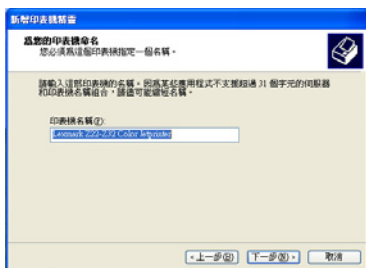 新增印表機精靈
為您的印表機命名
您必須為這個印表機指定一個名稱。
請輸入這部印表機的名稱。因為某些應用程式不支援超過 31 個字元的伺服器
和印表機名稱組合，請儘可能縮短名稱。
印表機名稱(P):
Lexmark Z22-Z32 Color Jetprinter
<上一步(B)
下一步(N)>
取消